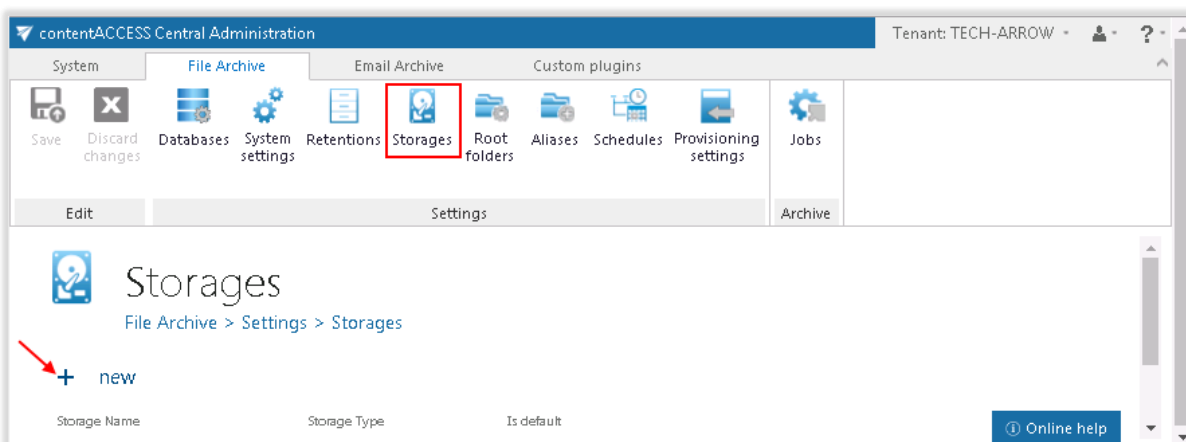 contentACCESS Central Administration
Tenant: TECH-ARROW
?
System
File Archive
Email Archive
Custom plugins
Save
Discard changes
Databases
System settings
Retentions
Storages
Root folders
Aliases
Schedules
Provisioning settings
Jobs
Edit
Settings
Archive
Storages
File Archive > Settings > Storages
+ new
Storage Name
Storage Type
Is default
Online help